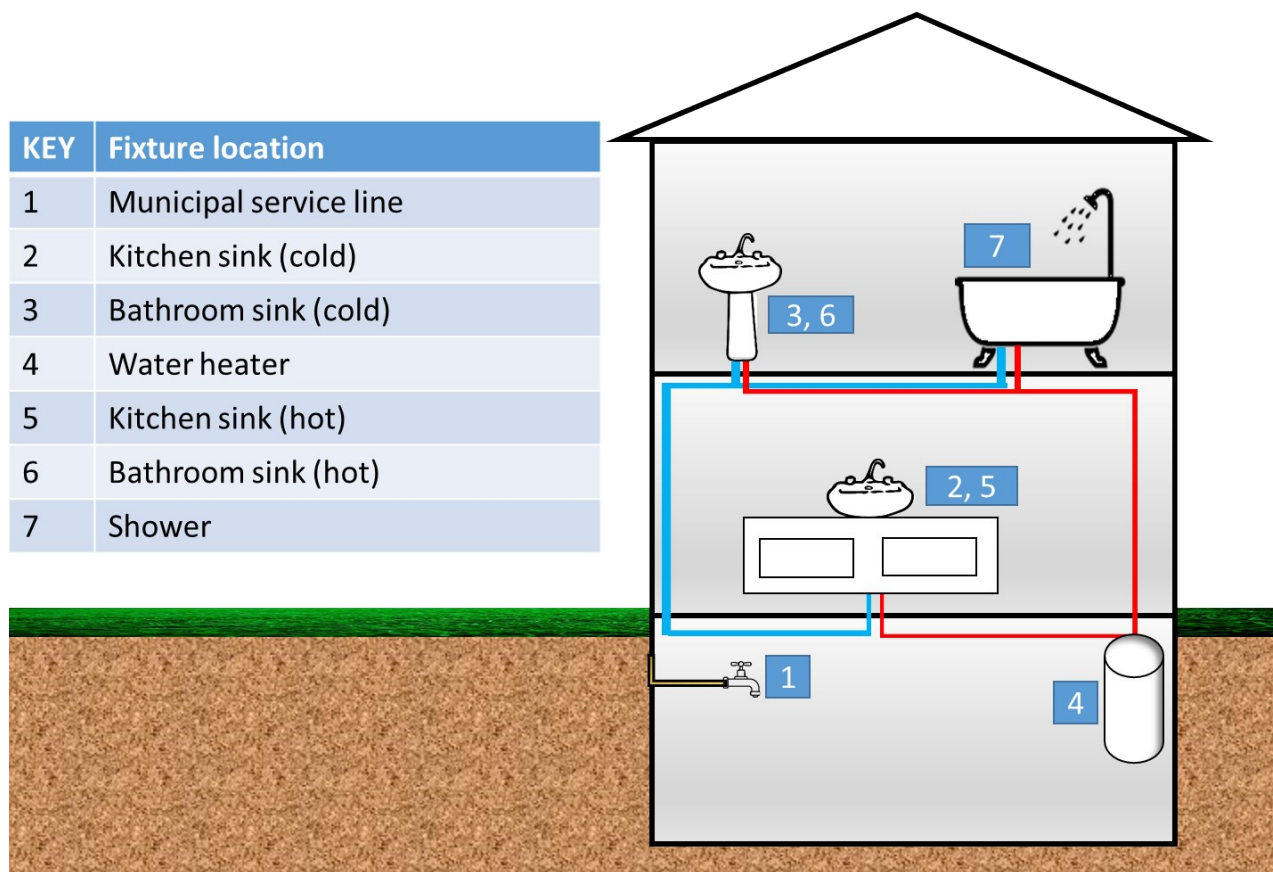 KEY Fixture location
1 Municipal service line
2 Kitchen sink (cold)
3 Bathroom sink (cold)
4 Water heater
5 Kitchen sink (hot)
6 Bathroom sink (hot)
7 Shower
7
3, 6
2, 5
1
4